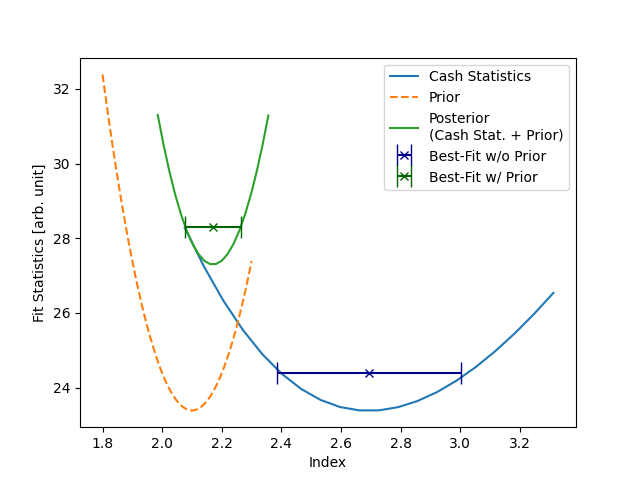 32
30
28
26
24
Fit Statistics [arb. unit]
1.8 2.0 2.2 2.4 2.6 2.8 3.0 3.2
Index
Cash Statistics
Prior
Posterior
(Cash Stat. + Prior)
Best-Fit w/o Prior
Best-Fit w/ Prior